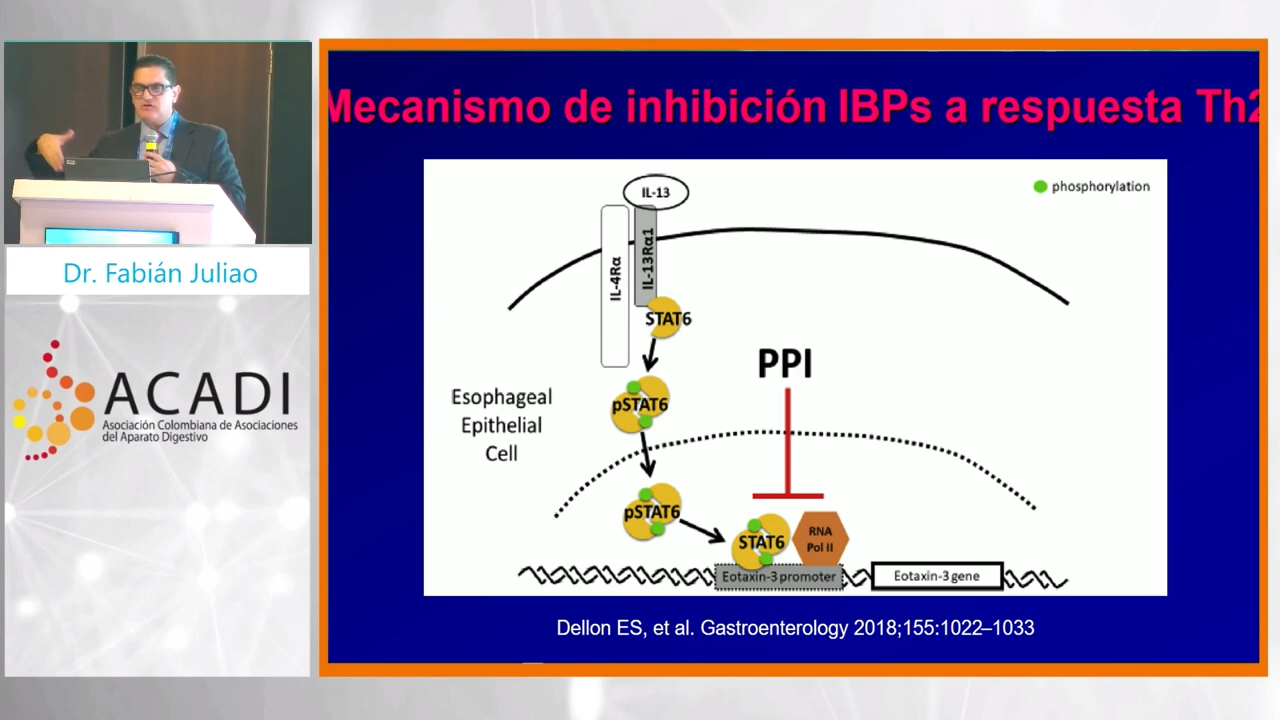 Mecanismo de inhibición IBPs a respuesta Th2
IL-13
phosphorylation
IL-4Rα
IL-13Rα1
STAT6
PPI
Esophageal
Epithelial
Cell
pSTAT6
pSTAT6
STAT6
RNA
Pol II
Eotaxin-3 promoter
Eotaxin-3 gene
Dellon ES, et al. Gastroenterology 2018;155:1022–1033
Dr. Fabián Juliao
ACADI
Asociación Colombiana de Asociaciones
del Aparato Digestivo